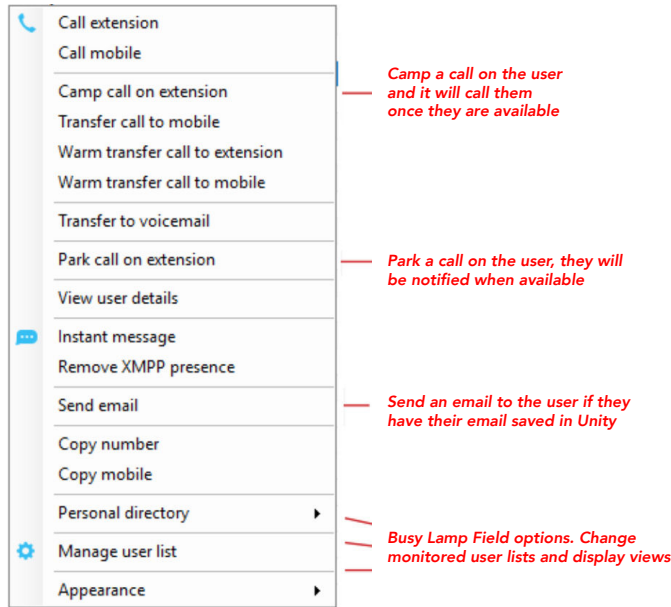 Call extension
Call mobile
Camp call on extension
Transfer call to mobile
Warm transfer call to extension
Warm transfer call to mobile
Transfer to voicemail
Park call on extension
View user details
Instant message
Remove XMPP presence
Send email
Copy number
Copy mobile
Personal directory
Manage user list
Appearance
Camp a call on the user
and it will call them
once they are available
Park a call on the user, they will
be notified when available
Send an email to the user if they
have their email saved in Unity
Busy Lamp Field options. Change
monitored user lists and display views